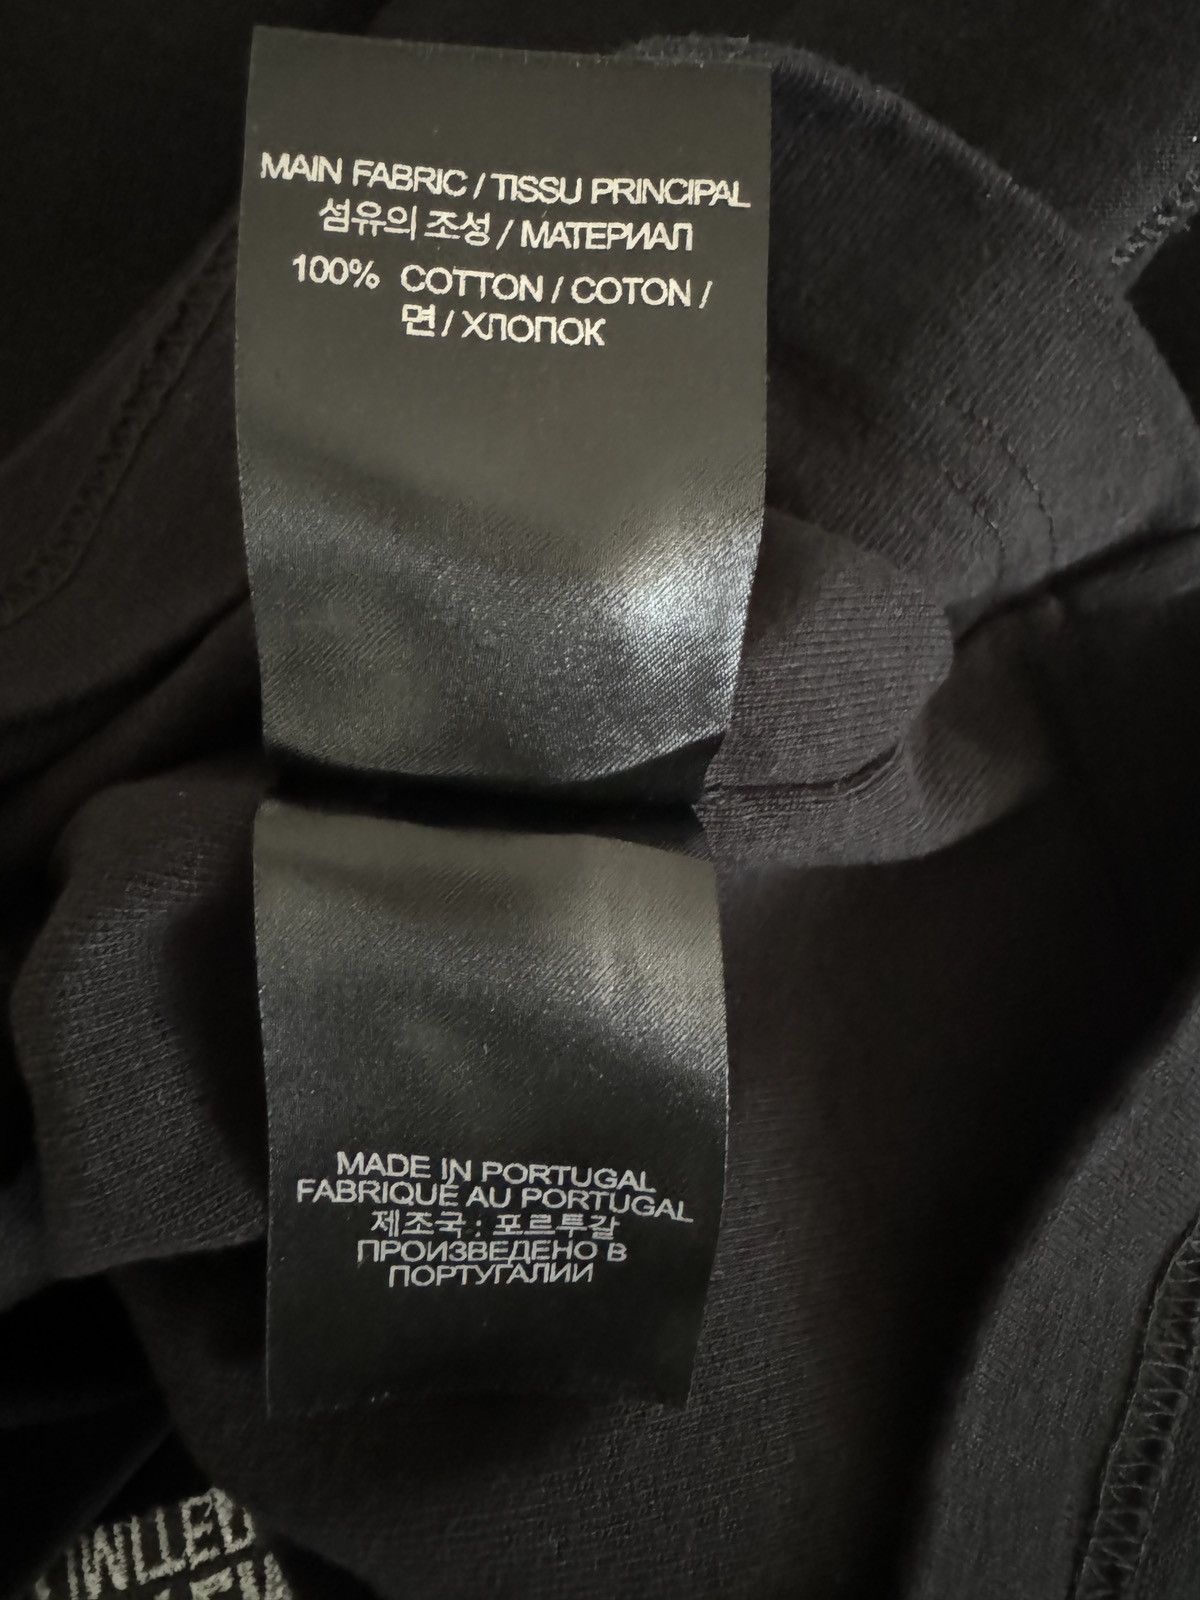 MAIN FABRIC / TISSU PRINCIPAL
섬유의 조성 / МАТЕРИАЛ
100% COTTON / COTON /
면 / ХЛОПОК
MADE IN PORTUGAL
FABRIQUÉ AU PORTUGAL
제조국 : 포르투갈
ПРОИЗВЕДЕНО В
ПОРТУГАЛИИ